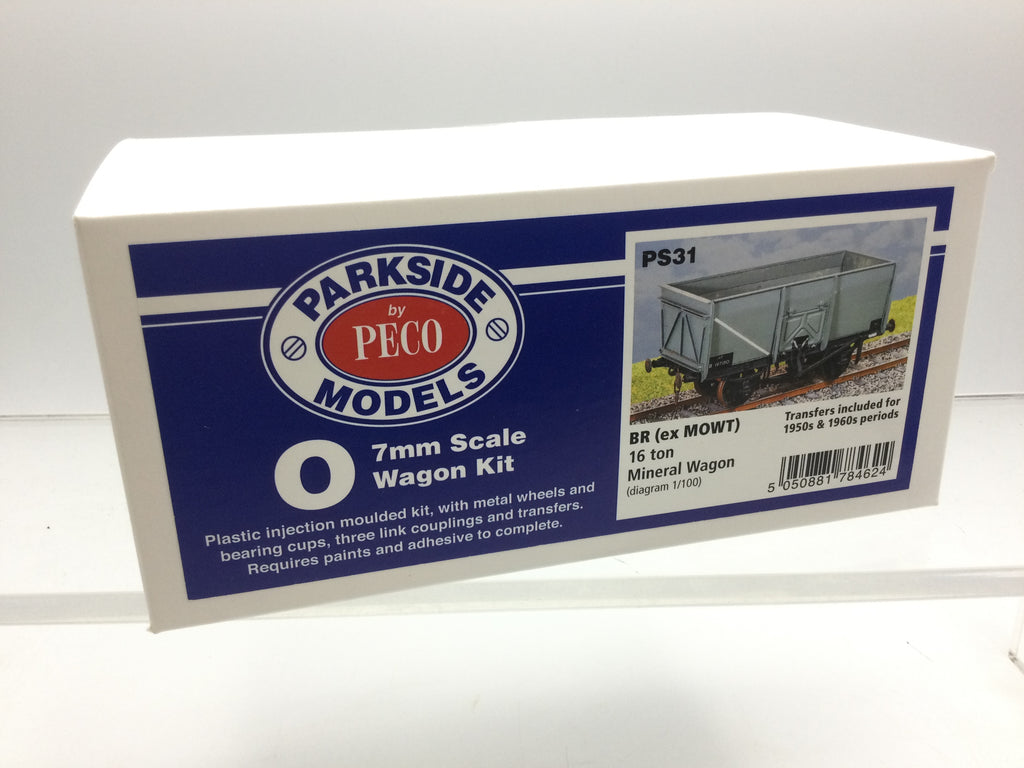 PARKSIDE
by
PECO
MODELS
O 7mm Scale
Wagon Kit
Plastic injection moulded kit, with metal wheels and
bearing cups, three link couplings and transfers.
Requires paints and adhesive to complete.
PS31
BR (ex MOWT)
16 ton
Mineral Wagon
(diagram 1/100)
Transfers included for
1950s & 1960s periods
5 050881 784624